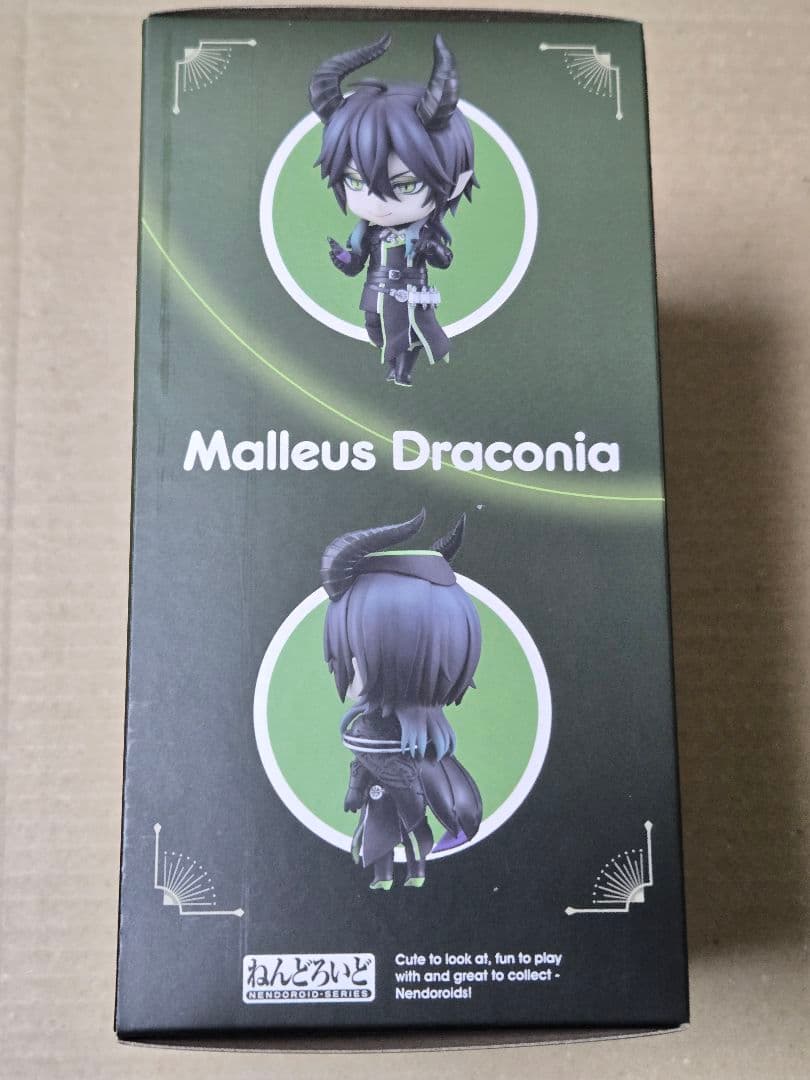 Malleus Draconia
ねんどろいど
NENDOROID·SERIES
Cute to look at, fun to play
with and great to collect -
Nendoroids!